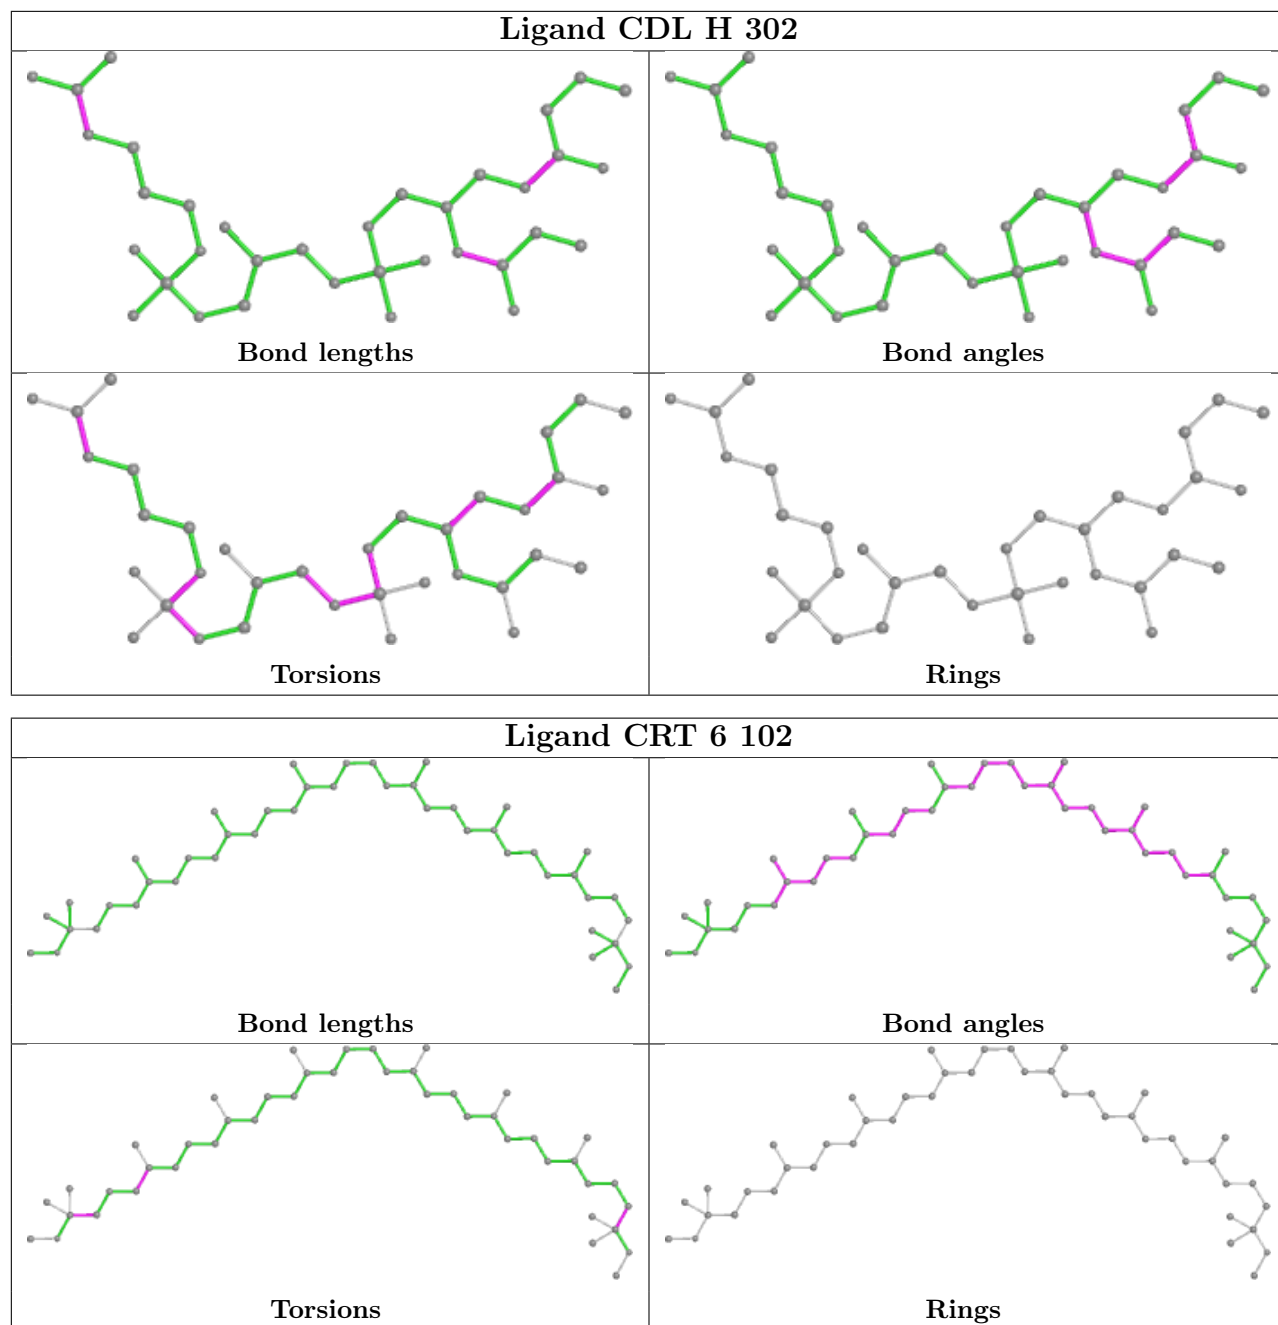 Ligand CDL H 302
Bond lengths
Bond angles
Torsions
Rings
Ligand CRT 6 102
Bond lengths
Bond angles
Torsions
Rings